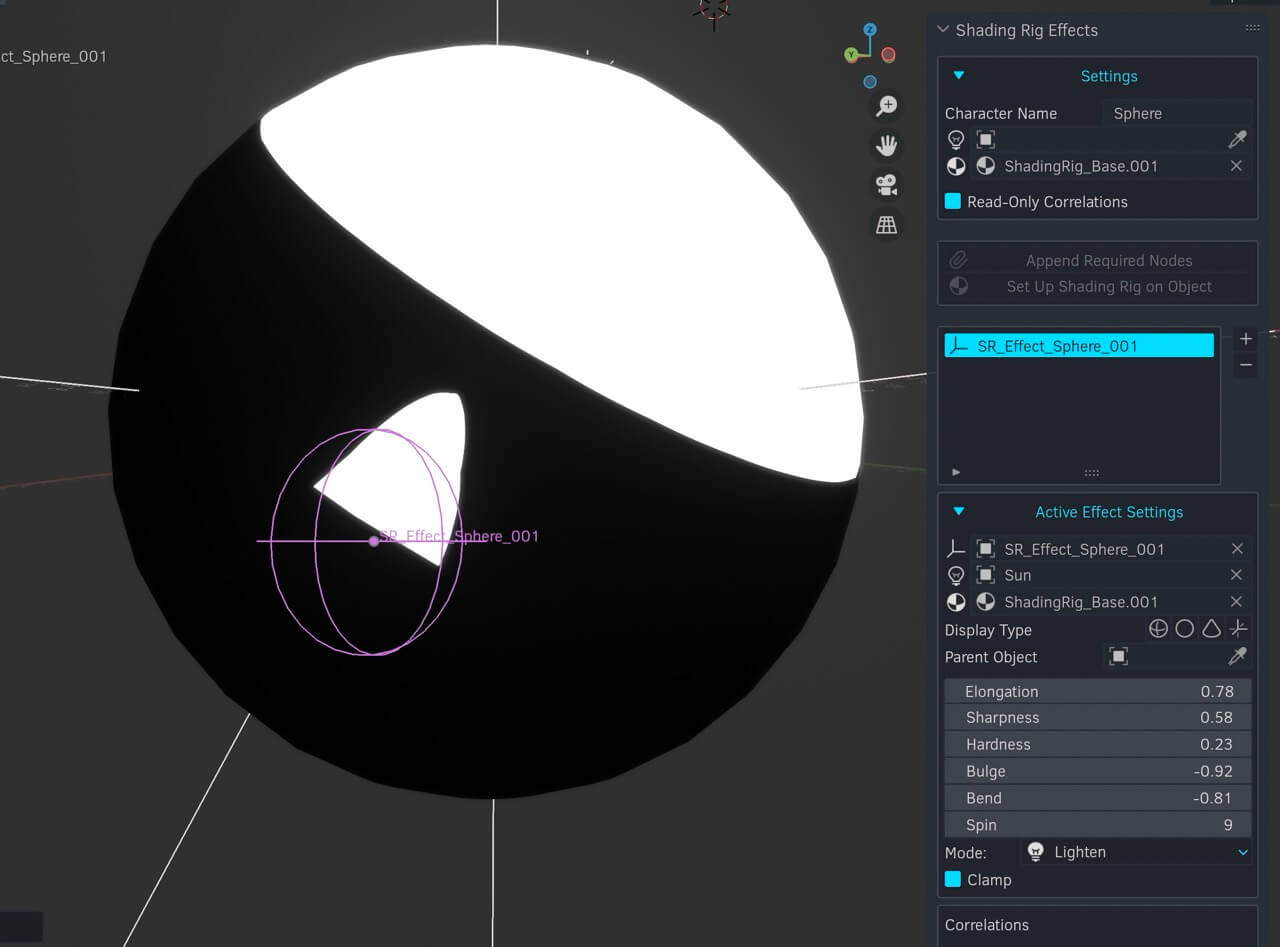 ct_Sphere_001
Z
Y
SR_Effect_Sphere_001
Shading Rig Effects
Settings
Character Name Sphere
ShadingRig_Base.001
Read-Only Correlations
Append Required Nodes
Set Up Shading Rig on Object
SR_Effect_Sphere_001
Active Effect Settings
SR_Effect_Sphere_001
Sun
ShadingRig_Base.001
Display Type
Parent Object
Elongation 0.78
Sharpness 0.58
Hardness 0.23
Bulge -0.92
Bend -0.81
Spin 9
Mode: Lighten
Clamp
Correlations